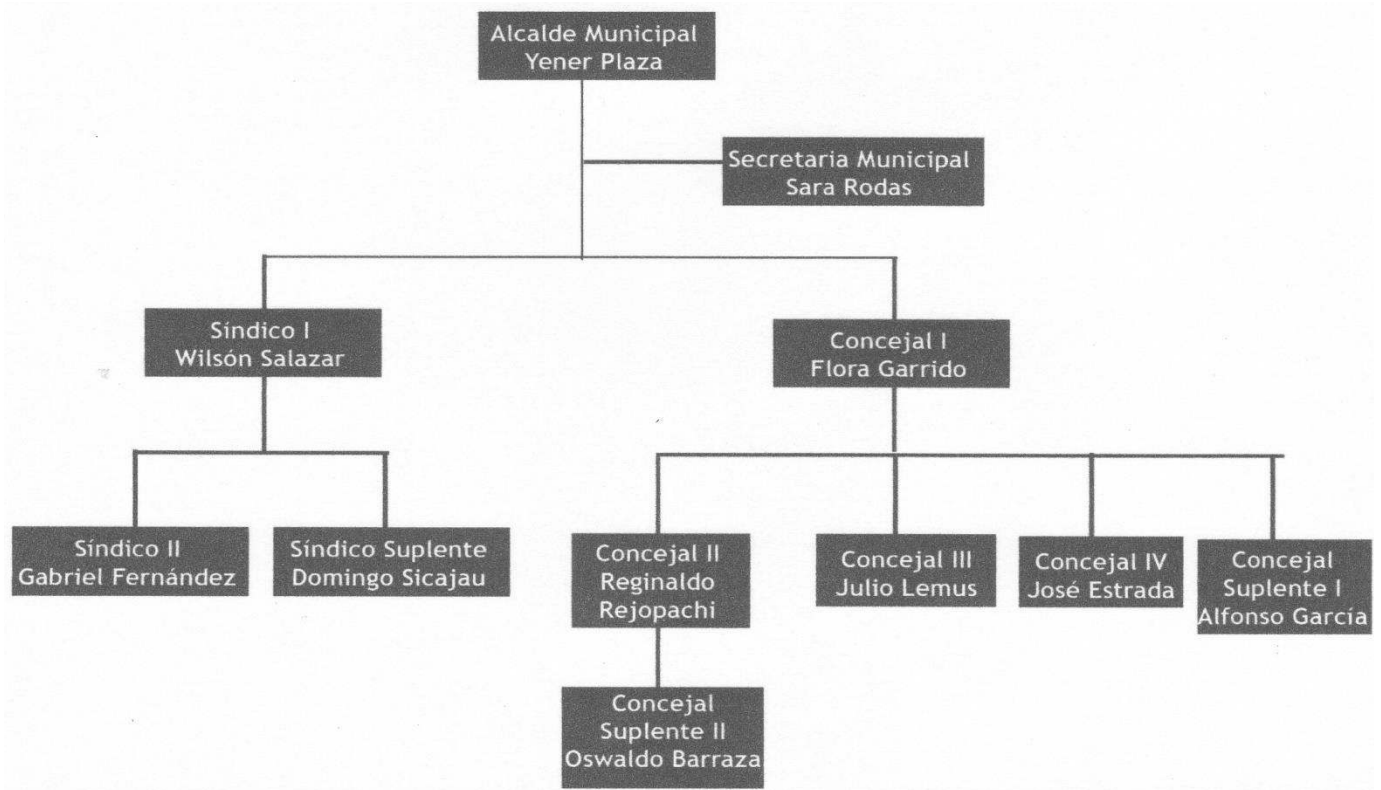 Alcalde Municipal
Yener Plaza
Secretaria Municipal
Sara Rodas
Síndico I
Wilsón Salazar
Concejal I
Flora Garrido
Síndico II
Gabriel Fernández
Síndico Suplente
Domingo Sicajau
Concejal II
Reginaldo
Rejopachi
Concejal III
Julio Lemus
Concejal IV
José Estrada
Concejal
Suplente I
Alfonso García
Concejal
Suplente II
Oswaldo Barraza